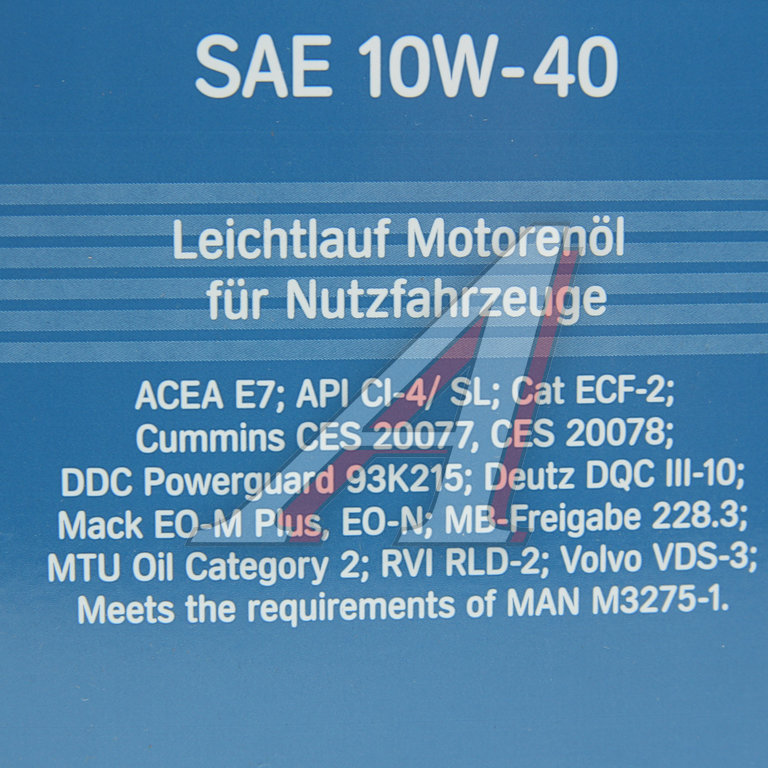 SAE 10W-40
Leichtlauf Motorenöl
für Nutzfahrzeuge
ACEA E7; API CI-4/ SL; Cat ECF-2;
Cummins CES 20077, CES 20078;
DDC Powerguard 93K215; Deutz DQC III-10;
Mack EO-M Plus, EO-N; MB-Freigabe 228.3;
MTU Oil Category 2; RVI RLD-2; Volvo VDS-3;
Meets the requirements of MAN M3275-1.